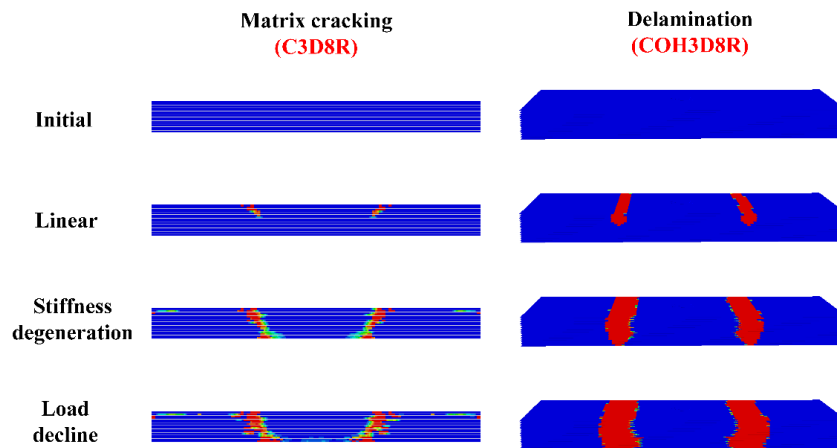 Matrix cracking
(C3D8R)
Delamination
(COH3D8R)
Initial
Linear
Stiffness
degeneration
Load
decline